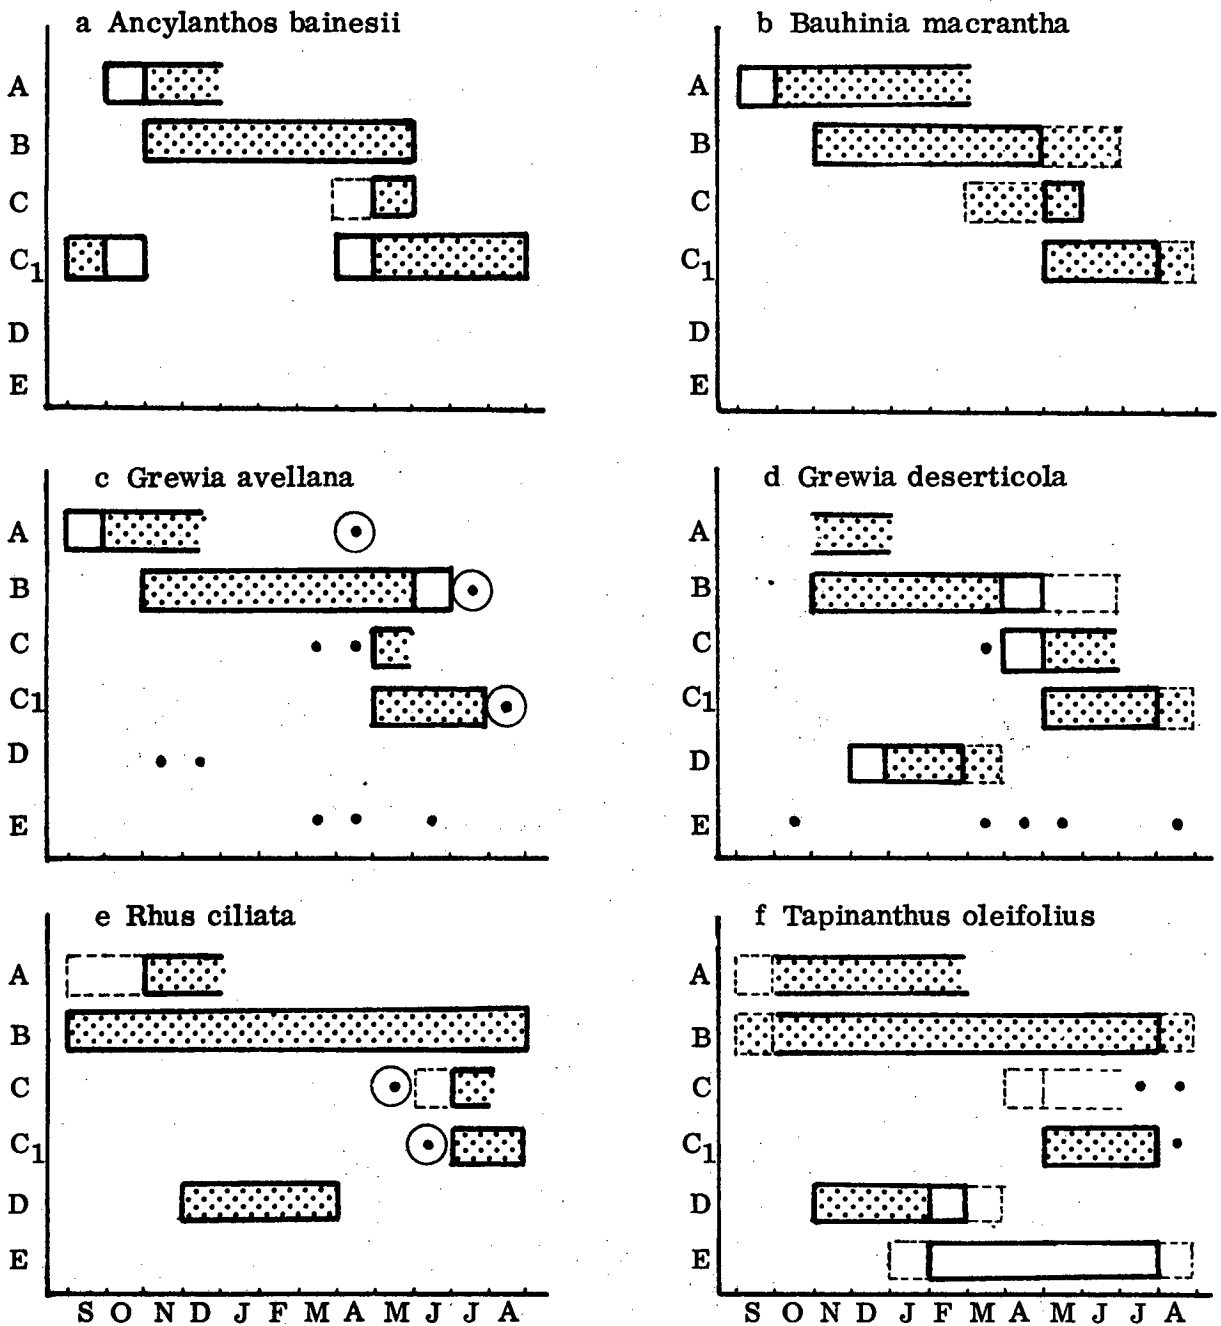 a Ancylanthos bainesii
A
B
C
C1
D
E
b Bauhinia macrantha
A
B
C
C1
D
E
c Grewia avellana
A
B
C
C1
D
E
d Grewia deserticola
A
B
C
C1
D
E
e Rhus ciliata
A
B
C
C1
D
E
S O N D J F M A M J J A
f Tapinanthus oleifolius
A
B
C
C1
D
E
S O N D J F M A M J J A